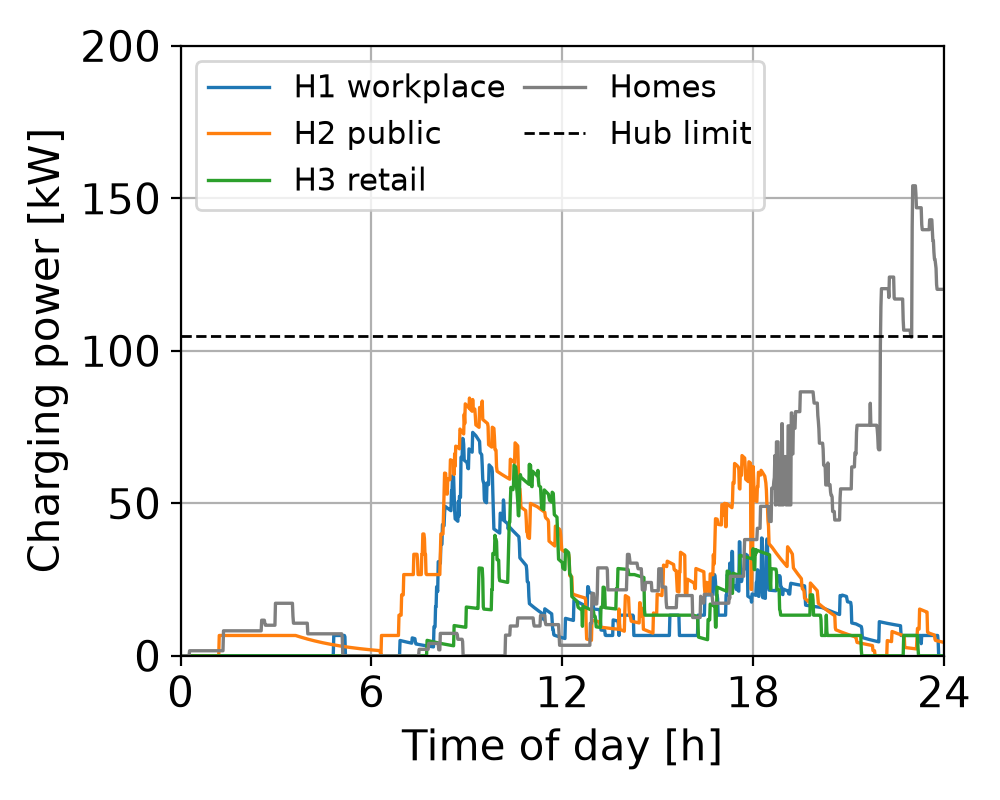 200
150
100
50
0
Charging power [kW]
H1 workplace
H2 public
H3 retail
Homes
Hub limit
0 6 12 18 24
Time of day [h]